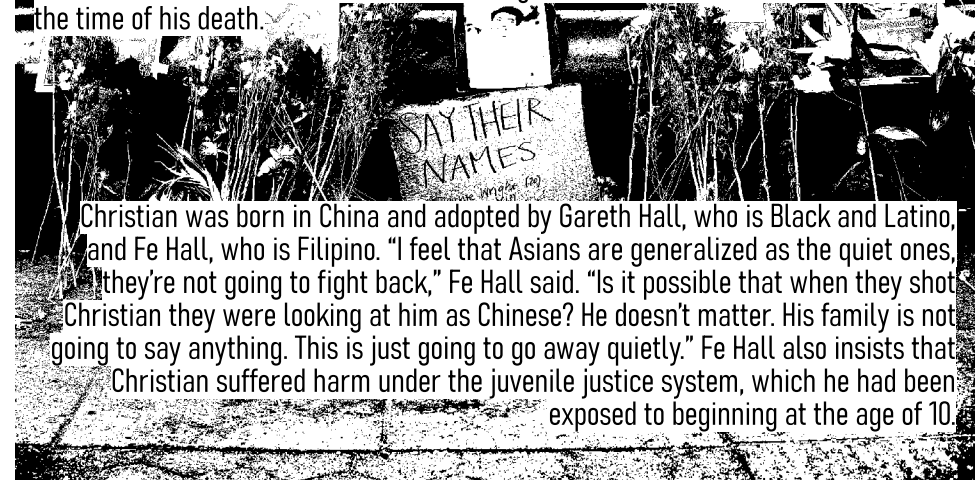 the time of his death.
SAY THEIR
NAMES
Wright (20)
Christian was born in China and adopted by Gareth Hall, who is Black and Latino,
and Fe Hall, who is Filipino. “I feel that Asians are generalized as the quiet ones,
they’re not going to fight back,” Fe Hall said. “Is it possible that when they shot
Christian they were looking at him as Chinese? He doesn’t matter. His family is not
going to say anything. This is just going to go away quietly.” Fe Hall also insists that
Christian suffered harm under the juvenile justice system, which he had been
exposed to beginning at the age of 10.